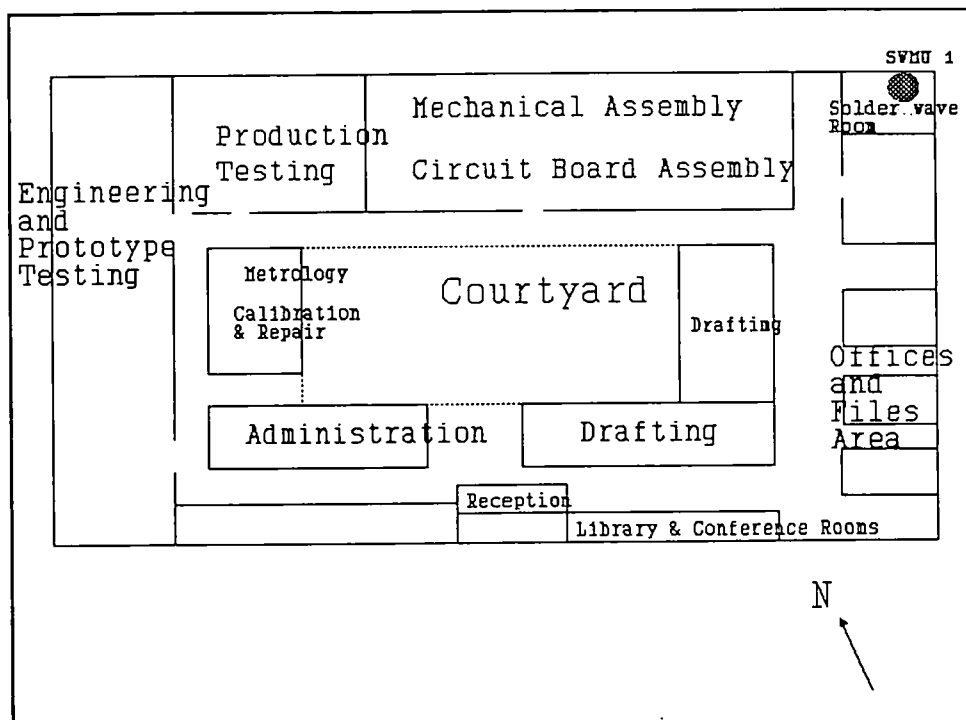 SWMU 1
Solder wave
Room
Mechanical Assembly
Circuit Board Assembly
Production
Testing
Engineering
and
Prototype
Testing
Metrology
Calibration
& Repair
Courtyard
Drafting
Offices
and
Files
Area
Administration
Drafting
Reception
Library & Conference Rooms
N